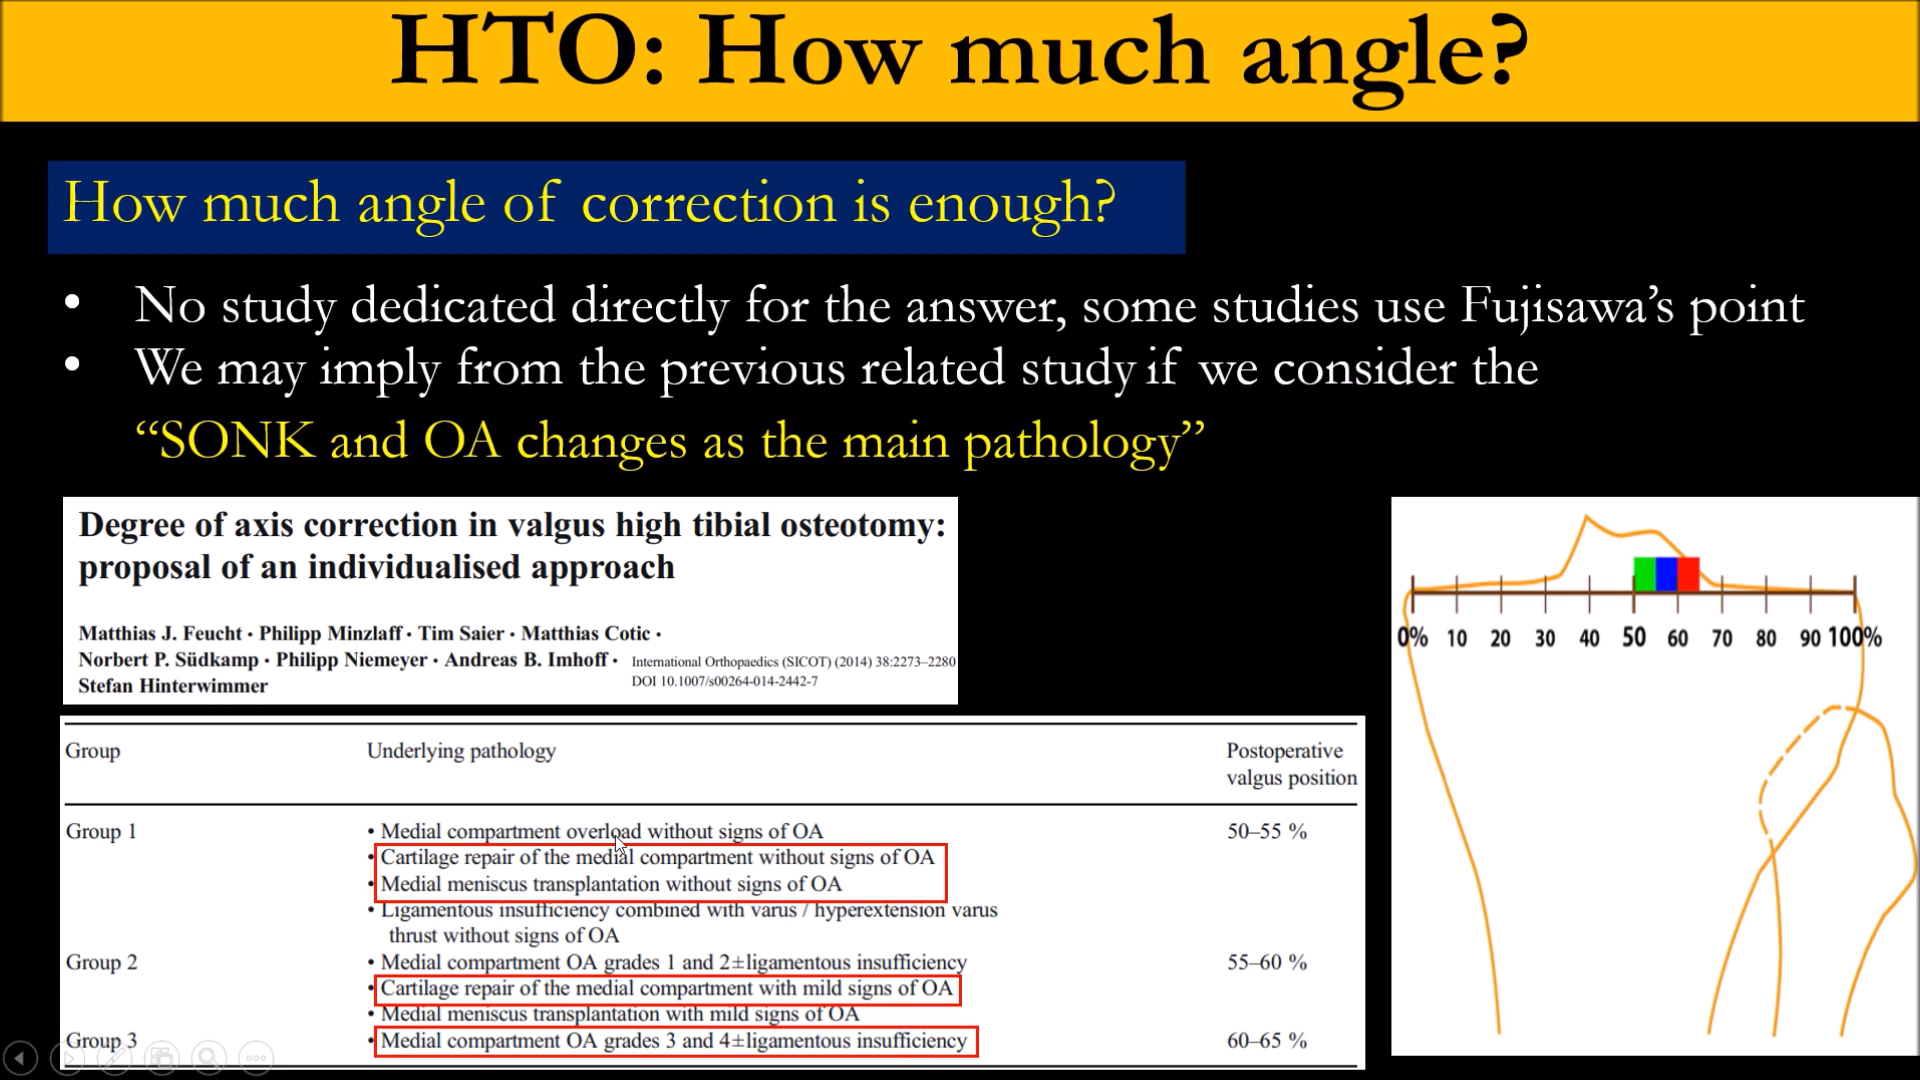 HTO: How much angle?
How much angle of correction is enough?
• No study dedicated directly for the answer, some studies use Fujisawa’s point
• We may imply from the previous related study if we consider the
“SONK and OA changes as the main pathology”
Degree of axis correction in valgus high tibial osteotomy:
proposal of an individualised approach
Matthias J. Feucht · Philipp Minzlaff · Tim Saier · Matthias Cotic ·
Norbert P. Südkamp · Philipp Niemeyer · Andreas B. Imhoff ·
Stefan Hinterwimmer
International Orthopaedics (SICOT) (2014) 38:2273–2280
DOI 10.1007/s00264-014-2442-7
Group Underlying pathology Postoperative
valgus position
Group 1 • Medial compartment overload without signs of OA 50–55 %
• Cartilage repair of the medial compartment without signs of OA
• Medial meniscus transplantation without signs of OA
• Ligamentous insufficiency combined with varus / hyperextension varus
thrust without signs of OA
Group 2 • Medial compartment OA grades 1 and 2±ligamentous insufficiency 55–60 %
• Cartilage repair of the medial compartment with mild signs of OA
• Medial meniscus transplantation with mild signs of OA
Group 3 • Medial compartment OA grades 3 and 4±ligamentous insufficiency 60–65 %
0% 10 20 30 40 50 60 70 80 90 100%